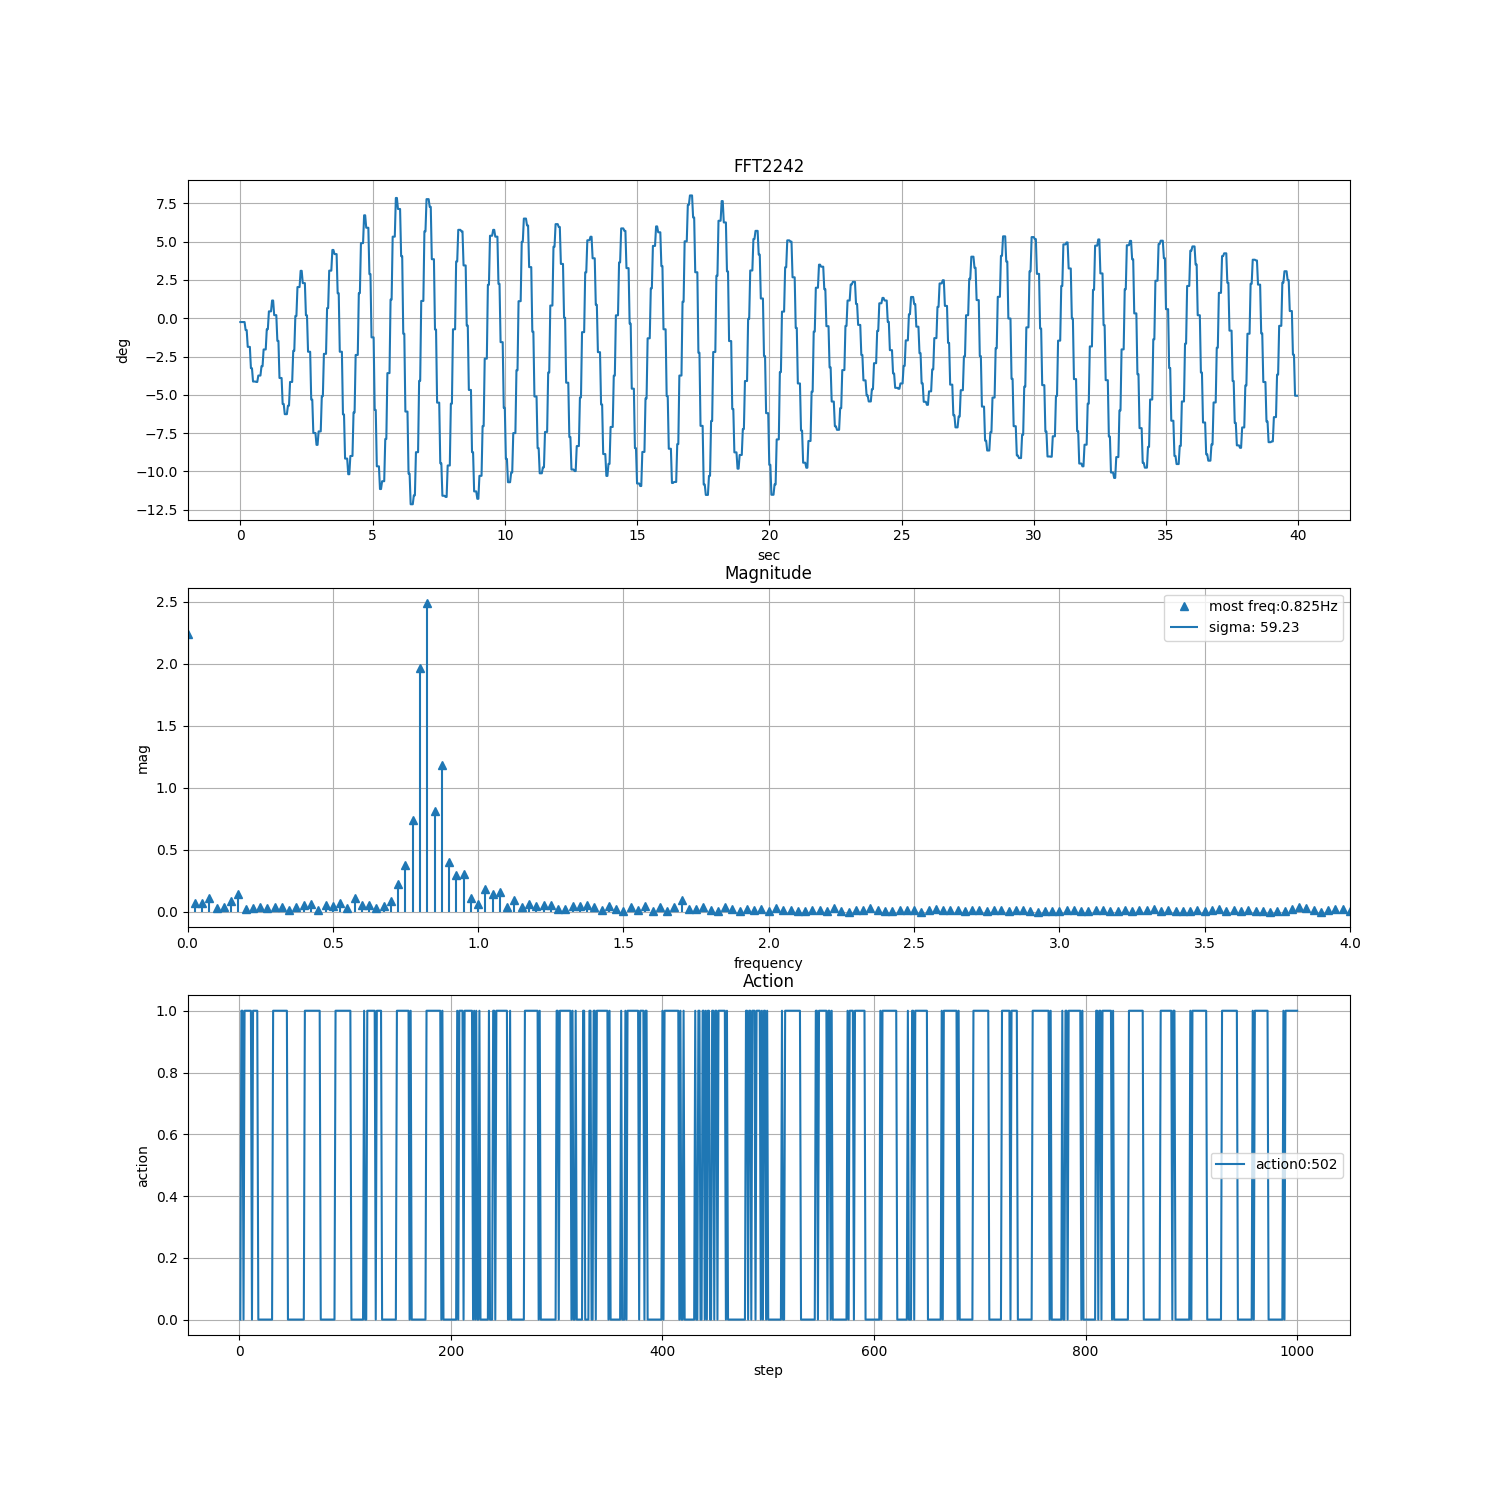 FFT2242
7.5
5.0
2.5
0.0
−2.5
−5.0
−7.5
−10.0
−12.5
deg
0 5 10 15 20 25 30 35 40
sec
Magnitude
2.5
2.0
1.5
1.0
0.5
0.0
mag
most freq:0.825Hz
sigma: 59.23
0.0 0.5 1.0 1.5 2.0 2.5 3.0 3.5 4.0
frequency
Action
1.0
0.8
0.6
0.4
0.2
0.0
action
action0:502
0 200 400 600 800 1000
step